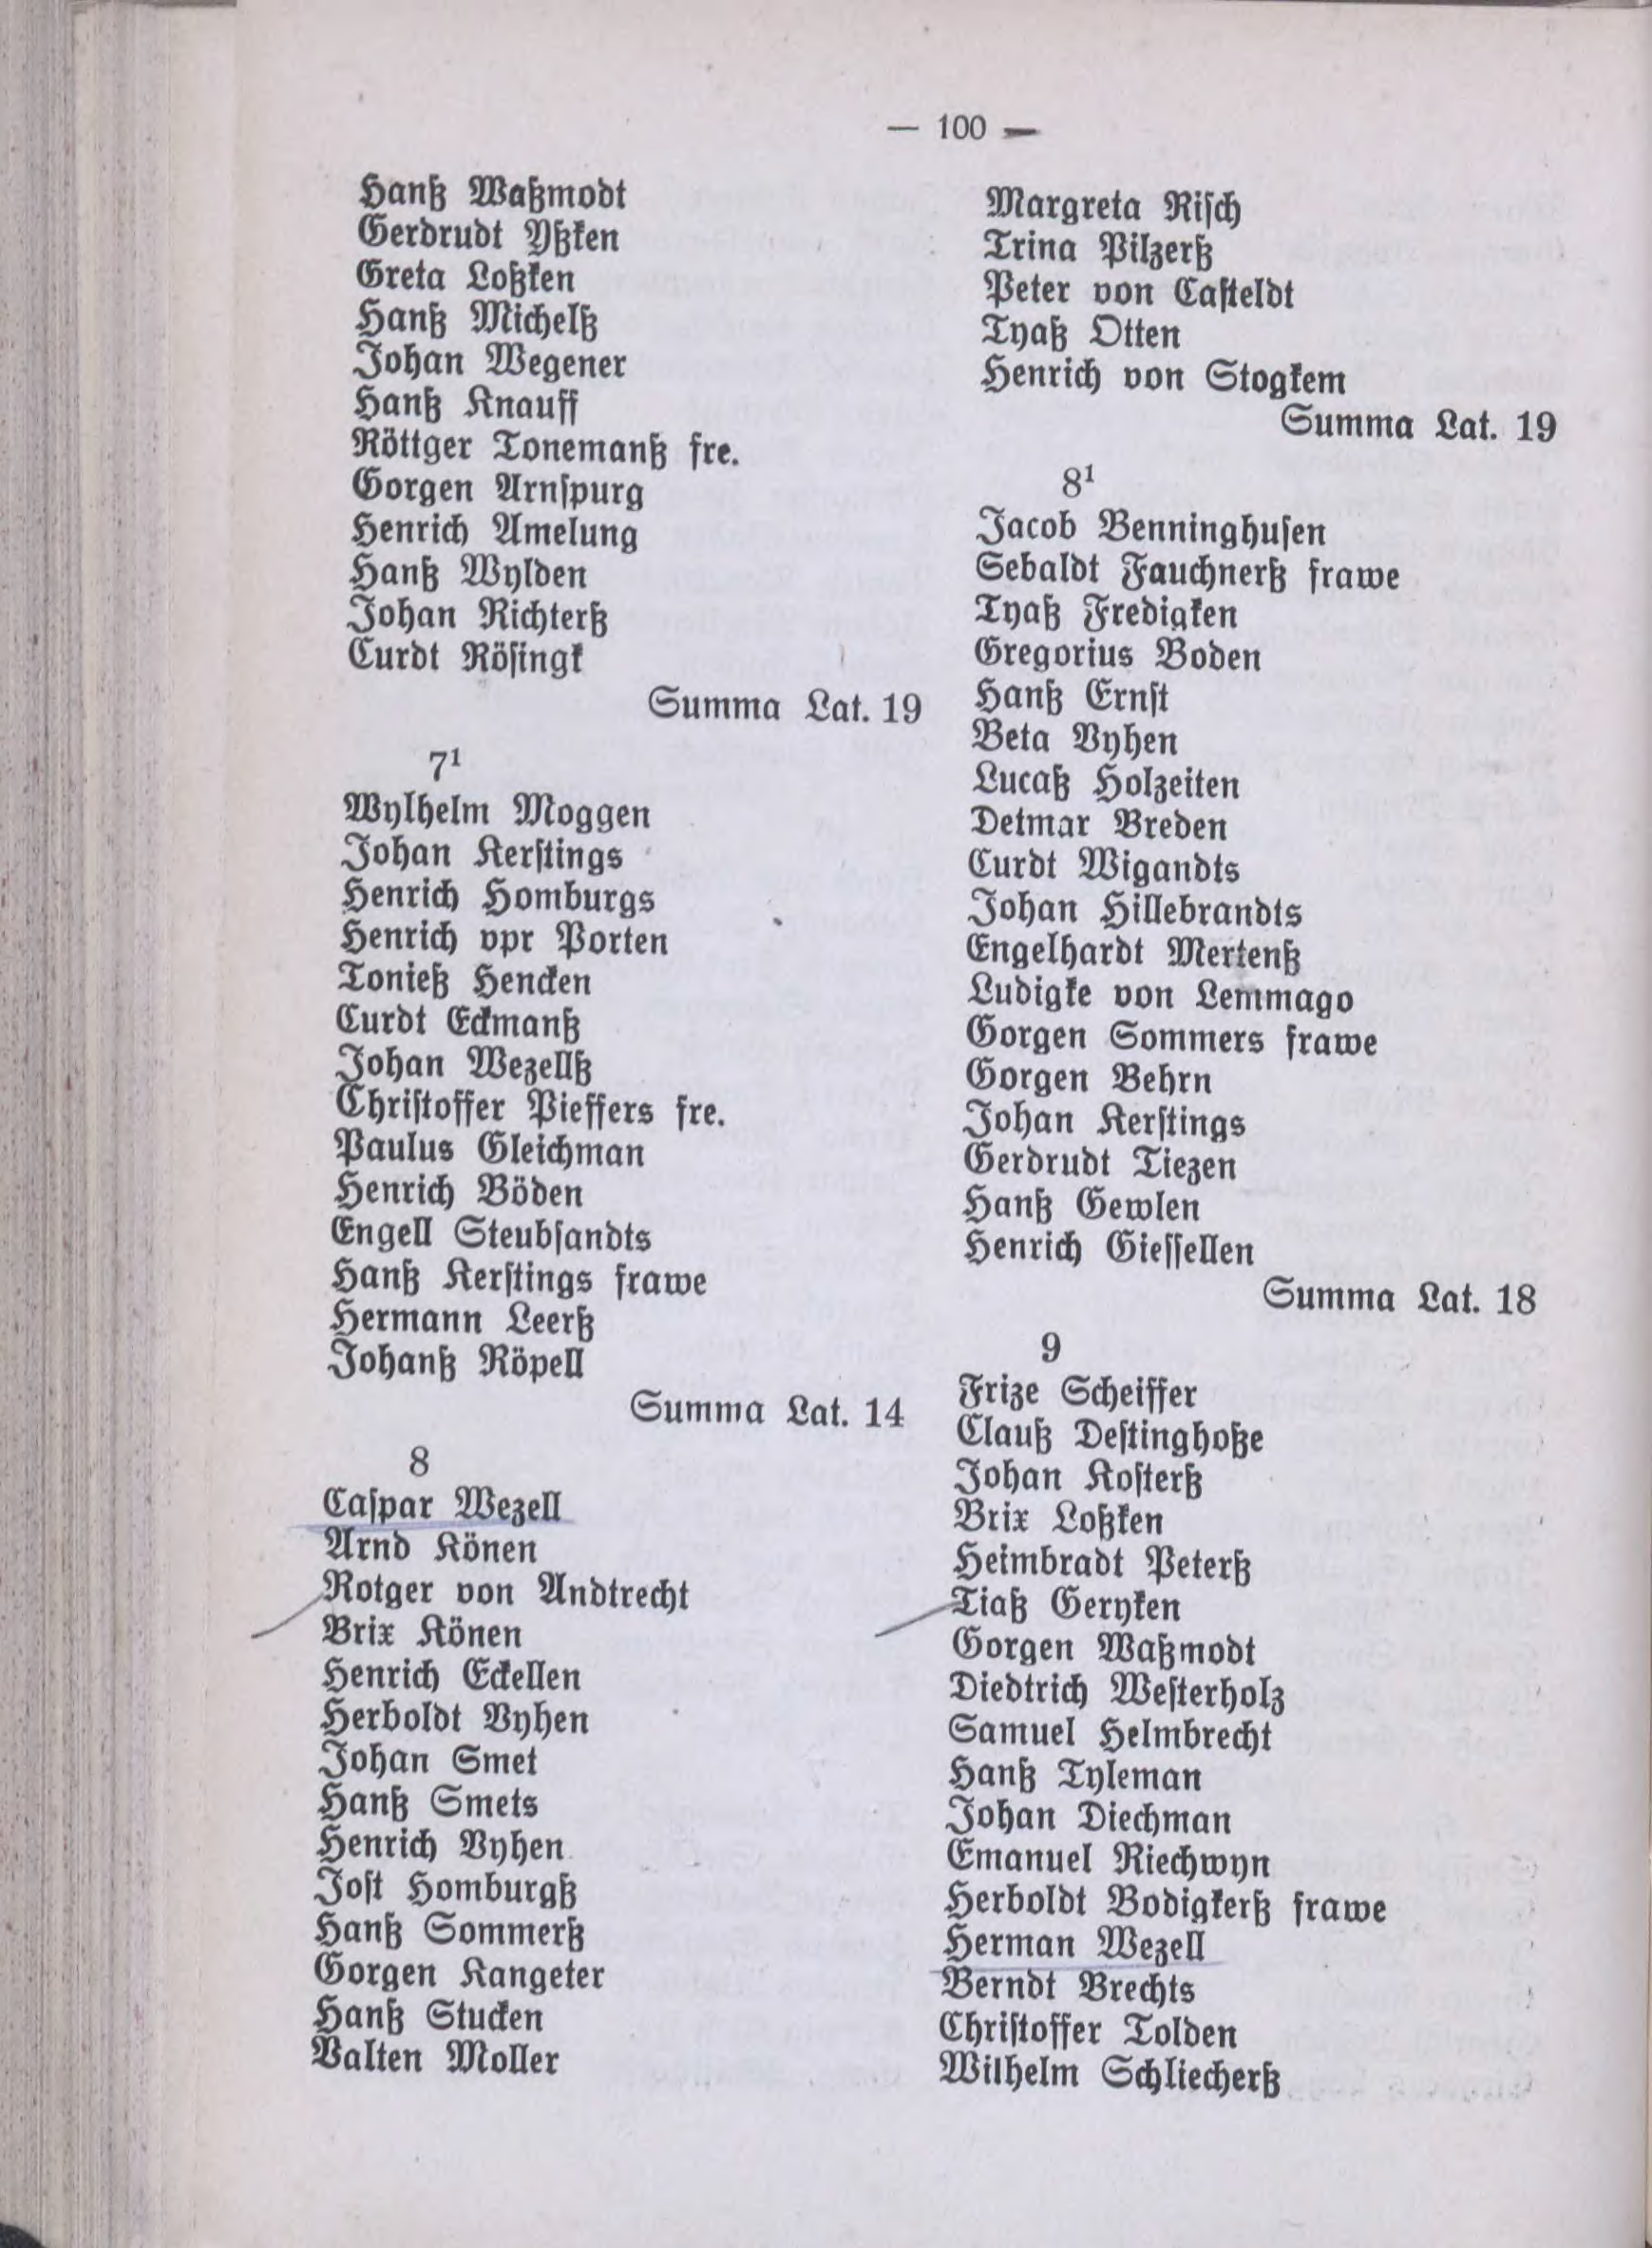 — 100 —
Hanß Waßmodt
Gerdrudt Yßken
Greta Loßken
Hanß Michelß
Johan Wegener
Hanß Knauff
Röttger Tonemanß fre.
Gorgen Arnspurg
Henrich Amelung
Hanß Wylden
Johan Richterß
Curdt Rösingk
Summa Lat. 19
7¹
Wylhelm Moggen
Johan Kerstings
Henrich Homburgs
Henrich vpr Porten
Tonieß Hencken
Curdt Eckmanß
Johan Wezellß
Christoffer Pieffers fre.
Paulus Gleichman
Henrich Böden
Engell Steubsandts
Hanß Kerstings frawe
Hermann Leerß
Johanß Röpell
Summa Lat. 14
8
Caspar Wezell
Arnd Könen
Rotger von Andtrecht
Brix Könen
Henrich Eckellen
Herboldt Vyhen
Johan Smet
Hanß Smets
Henrich Vyhen
Jost Homburgß
Hanß Sommerß
Gorgen Kangeter
Hanß Stucken
Valten Moller
Margreta Risch
Trina Pilzerß
Peter von Casteldt
Tyaß Otten
Henrich von Stogkem
Summa Lat. 19
8¹
Jacob Benninghusen
Sebaldt Fauchnerß frawe
Tyaß Fredigken
Gregorius Boden
Hanß Ernst
Beta Vyhen
Lucaß Holzeiten
Detmar Breden
Curdt Wigandts
Johan Hillebrandts
Engelhardt Mertenß
Ludigke von Lemmago
Gorgen Sommers frawe
Gorgen Behrn
Johan Kerstings
Gerdrudt Tiezen
Hanß Gewlen
Henrich Giessellen
Summa Lat. 18
9
Frize Scheiffer
Clauß Destinghoße
Johan Kosterß
Brix Loßken
Heimbradt Peterß
Tiaß Geryken
Gorgen Waßmodt
Diedtrich Westerholz
Samuel Helmbrecht
Hanß Tyleman
Johan Diechman
Emanuel Riechwyn
Herboldt Bodigkerß frawe
Herman Wezell
Berndt Brechts
Christoffer Tolden
Wilhelm Schliecherß